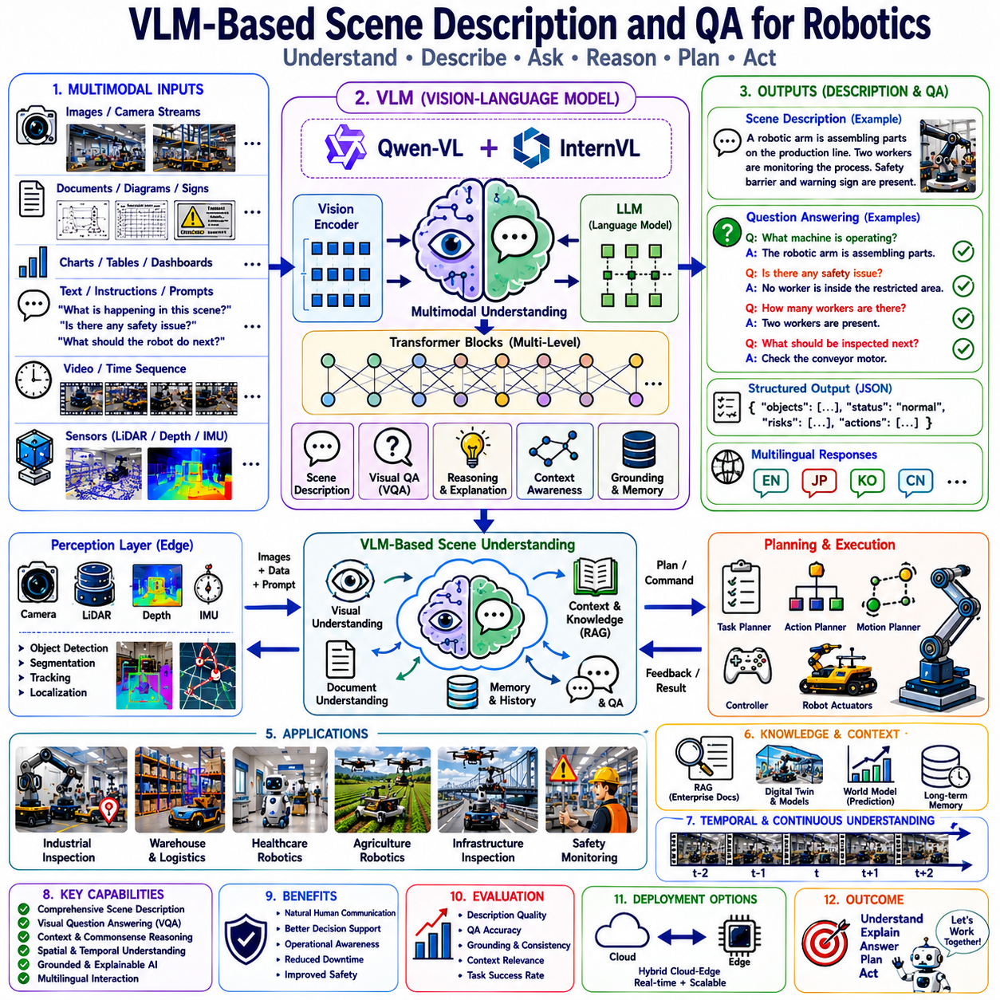 VLM-Based Scene Description and QA for Robotics
Understand • Describe • Ask • Reason • Plan • Act
1. MULTIMODAL INPUTS
Images / Camera Streams
...
Documents / Diagrams / Signs
...
Charts / Tables / Dashboards
...
Text / Instructions / Prompts
"What is happening in this scene?"
"Is there any safety issue?"
"What should the robot do next?"
...
Video / Time Sequence
...
Sensors (LiDAR / Depth / IMU)
...
2. VLM (VISION-LANGUAGE MODEL)
Qwen-VL + InternVL
Vision
Encoder
LLM
(Language Model)
Multimodal Understanding
Transformer Blocks (Multi-Level)
...
Scene
Description
Visual QA
(VQA)
Reasoning
& Explanation
Context
Awareness
Grounding
& Memory
3. OUTPUTS (DESCRIPTION & QA)
Scene Description (Example)
A robotic arm is assembling parts
on the production line. Two workers
are monitoring the process. Safety
barrier and warning sign are present.
Question Answering (Examples)
Q: What machine is operating?
A: The robotic arm is assembling parts.
Q: Is there any safety issue?
A: No worker is inside the restricted area.
Q: How many workers are there?
A: Two workers are present.
Q: What should be inspected next?
A: Check the conveyor motor.
Structured Output (JSON)
{ "objects": [...], "status": "normal",
"risks": [...], "actions": [...] }
Multilingual Responses
EN JP KO CN ...
Perception Layer (Edge)
Camera
LiDAR
Depth
IMU
➤ Object Detection
➤ Segmentation
➤ Tracking
➤ Localization
Images
+ Data
+ Prompt
VLM-Based Scene Understanding
Visual
Understanding
Context &
Knowledge
(RAG)
Document
Understanding
Memory
& History
& QA
Plan /
Command
Feedback /
Result
Planning & Execution
Task Planner
Action Planner
Motion Planner
Controller
Robot Actuators
5. APPLICATIONS
Industrial
Inspection
Warehouse
& Logistics
Healthcare
Robotics
Agriculture
Robotics
Infrastructure
Inspection
Safety
Monitoring
6. KNOWLEDGE & CONTEXT
RAG
(Enterprise Docs)
Digital Twin
& Models
World Model
(Prediction)
Long-term
Memory
7. TEMPORAL & CONTINUOUS UNDERSTANDING
t-2 t-1 t t+1 t+2
8. KEY CAPABILITIES
Comprehensive Scene Description
Visual Question Answering (VQA)
Context & Commonsense Reasoning
Spatial & Temporal Understanding
Grounded & Explainable AI
Multilingual Interaction
9. BENEFITS
• Natural Human Communication
• Better Decision Support
• Operational Awareness
• Reduced Downtime
• Improved Safety
10. EVALUATION
• Description Quality
• QA Accuracy
• Grounding & Consistency
• Context Relevance
• Task Success Rate
11. DEPLOYMENT OPTIONS
Cloud
Edge
Hybrid Cloud-Edge
Real-time + Scalable
12. OUTCOME
Understand
Explain
Answer
Plan
Act
Let's
Work
Together!